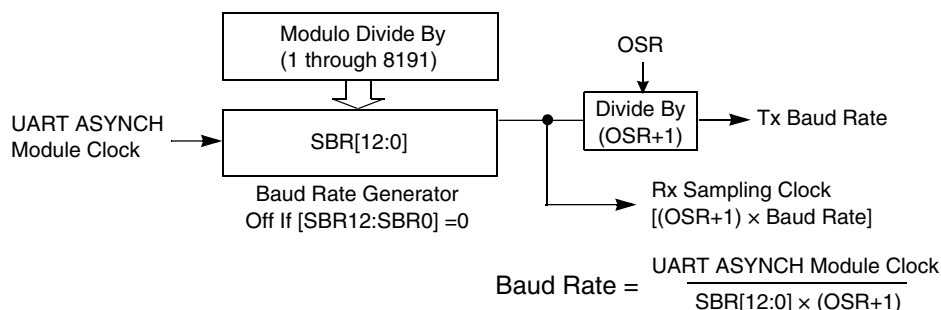 Modulo Divide By
(1 through 8191)
OSR
UART ASYNCH
Module Clock
SBR[12:0]
Divide By
(OSR+1)
Tx Baud Rate
Baud Rate Generator
Off If [SBR12:SBR0] =0
Rx Sampling Clock
[(OSR+1) × Baud Rate]
Baud Rate =
UART ASYNCH Module Clock
SBR[12:0] × (OSR+1)